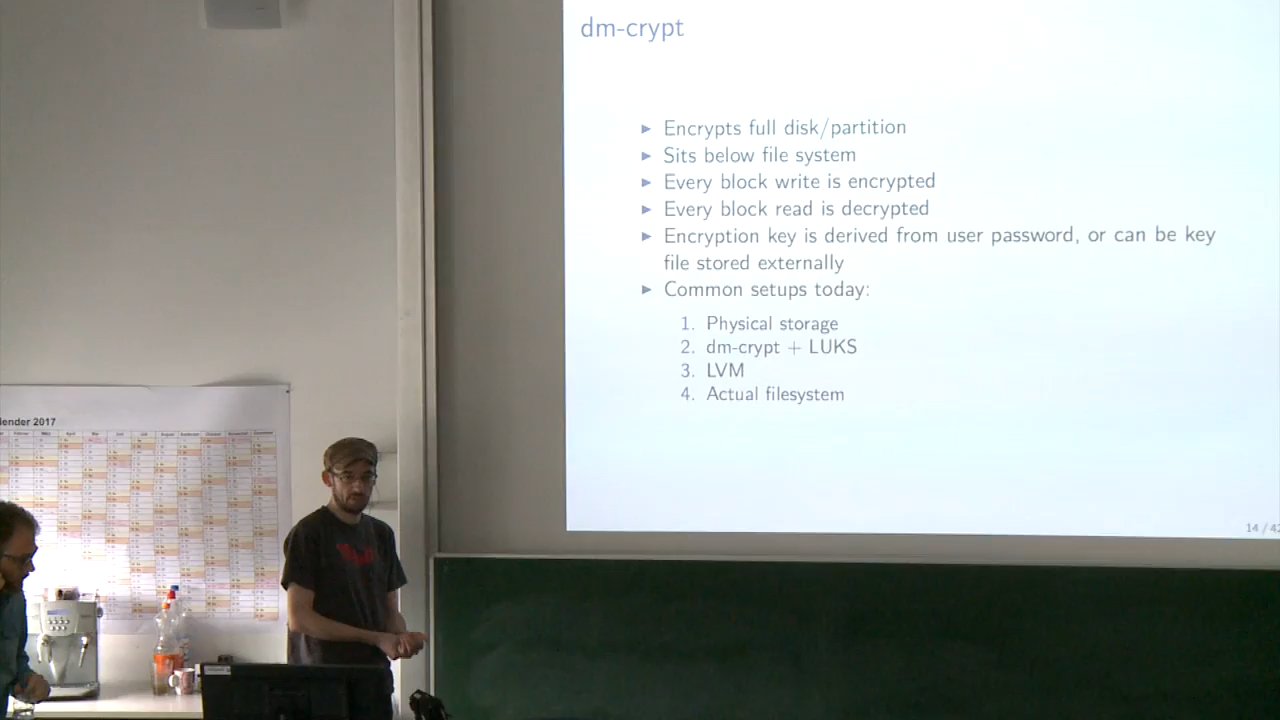 dm-crypt
Encrypts full disk/partition
Sits below file system
Every block write is encrypted
Every block read is decrypted
Encryption key is derived from user password, or can be key
file stored externally
Common setups today:
1. Physical storage
2. dm-crypt + LUKS
3. LVM
4. Actual filesystem
14 / 42
lender 2017